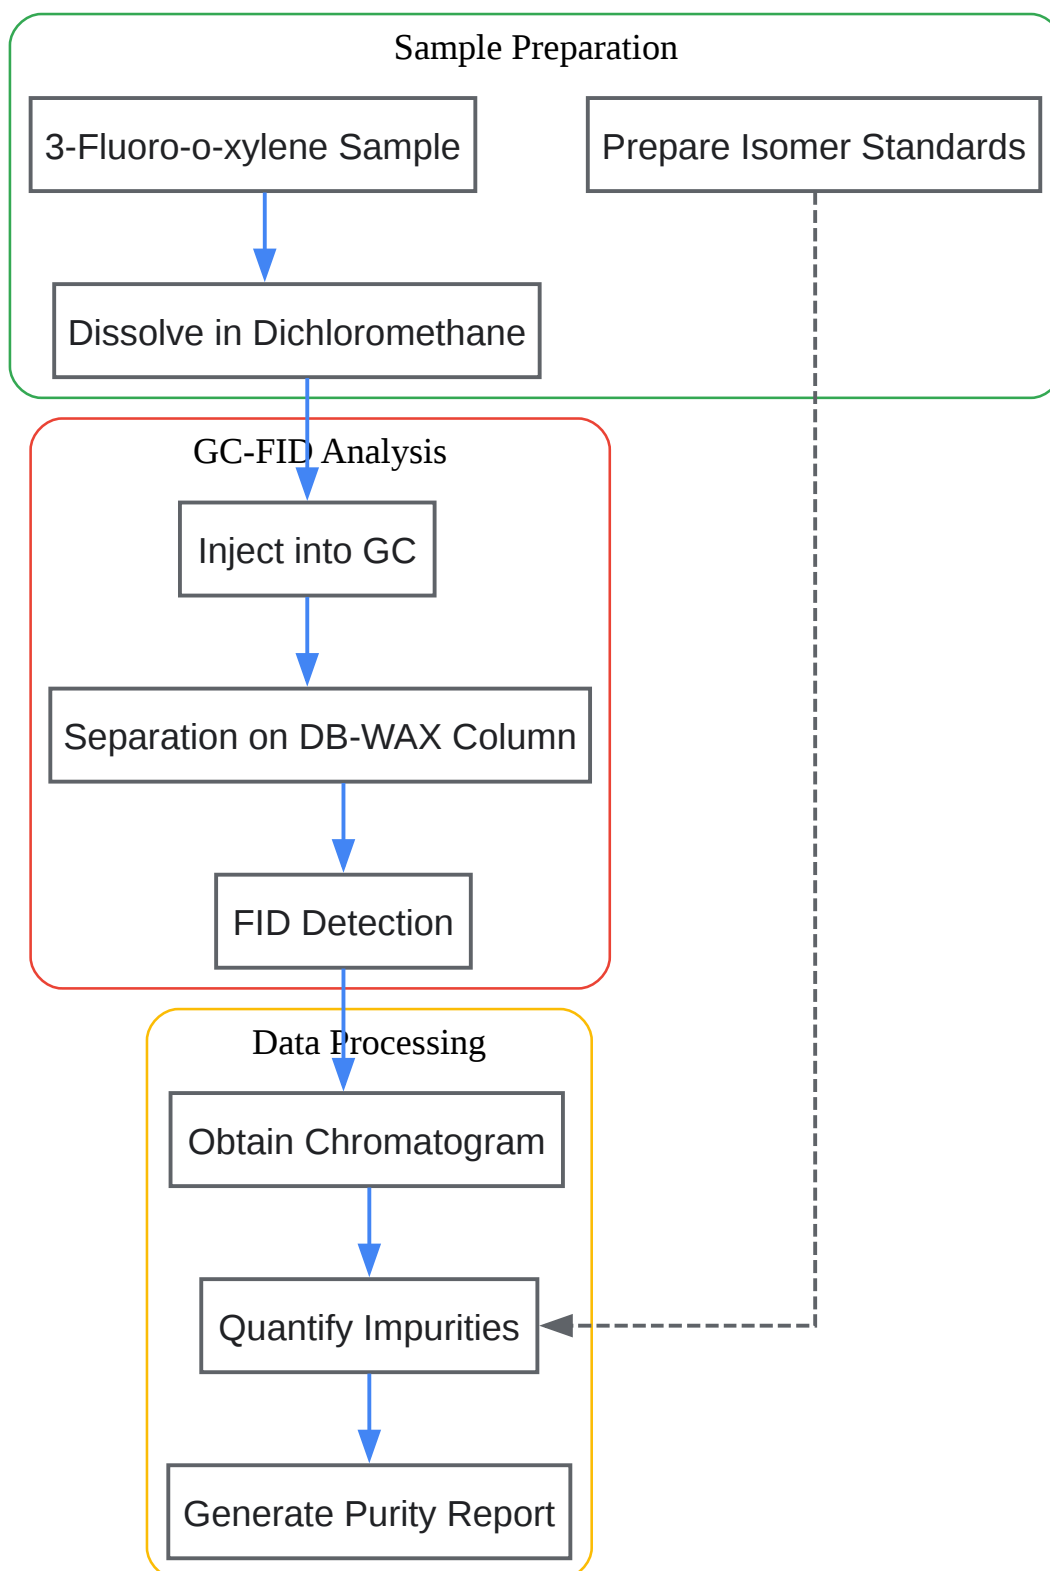 Sample Preparation
3-Fluoro-o-xylene Sample
Prepare Isomer Standards
Dissolve in Dichloromethane
GC-FID Analysis
Inject into GC
Separation on DB-WAX Column
FID Detection
Data Processing
Obtain Chromatogram
Quantify Impurities
Generate Purity Report